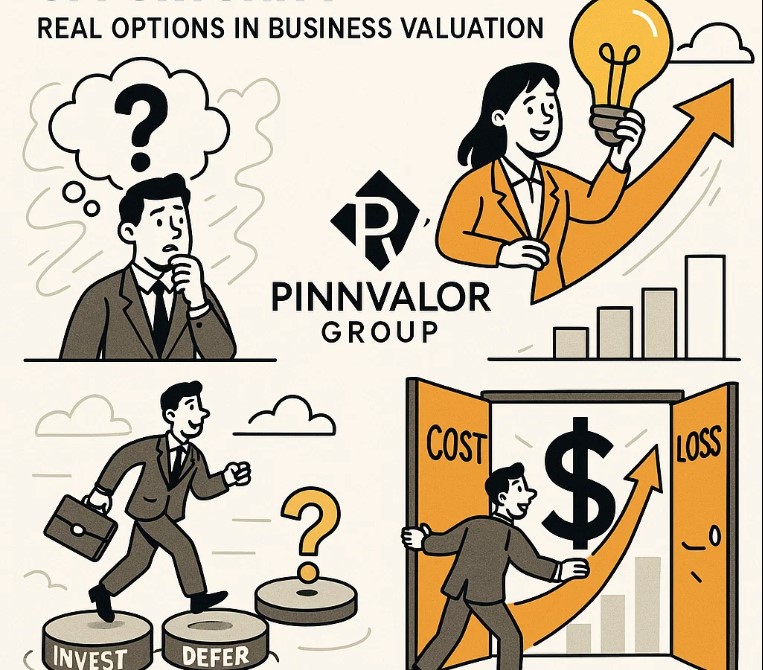 REAL OPTIONS IN BUSINESS VALUATION
?
PINNVALOR
GROUP
COST
$
LOSS
?
INVEST
DEFER